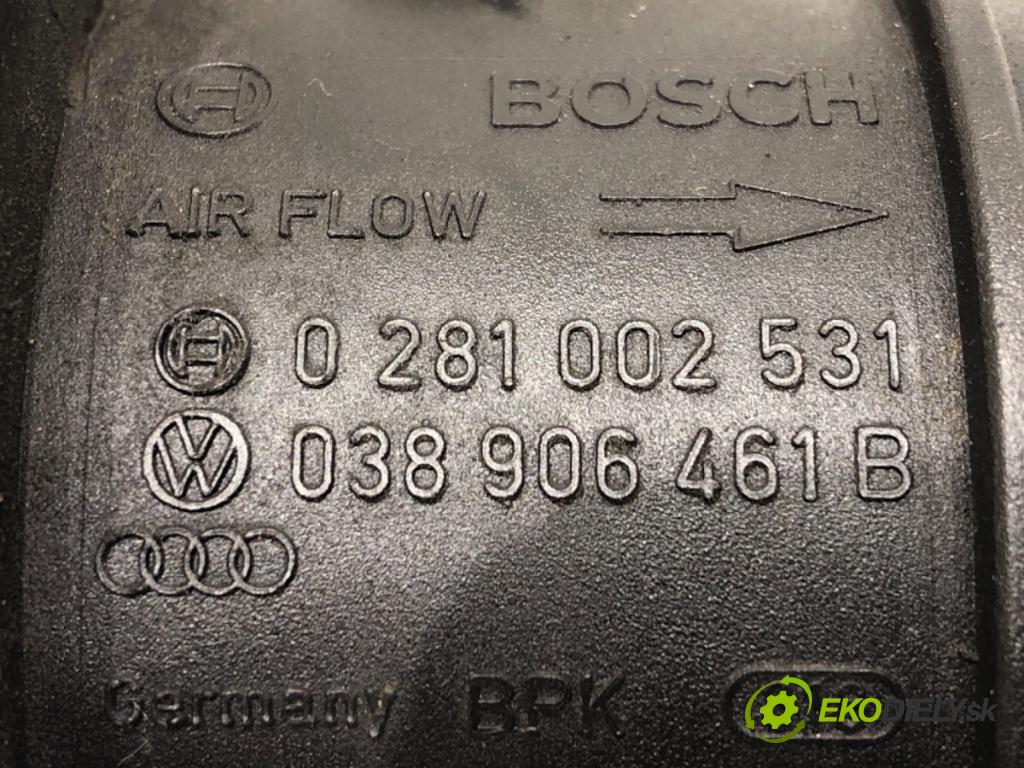 BOSCH
AIR FLOW
0 281 002 531
038 906 461 B
Germany BPK
EKODIELY.sk